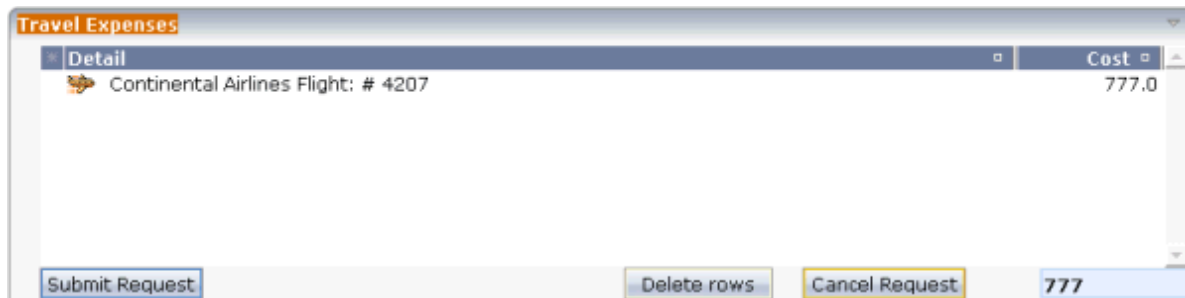 Travel Expenses
Detail Cost
Continental Airlines Flight: # 4207 777.0
Submit Request Delete rows Cancel Request 777